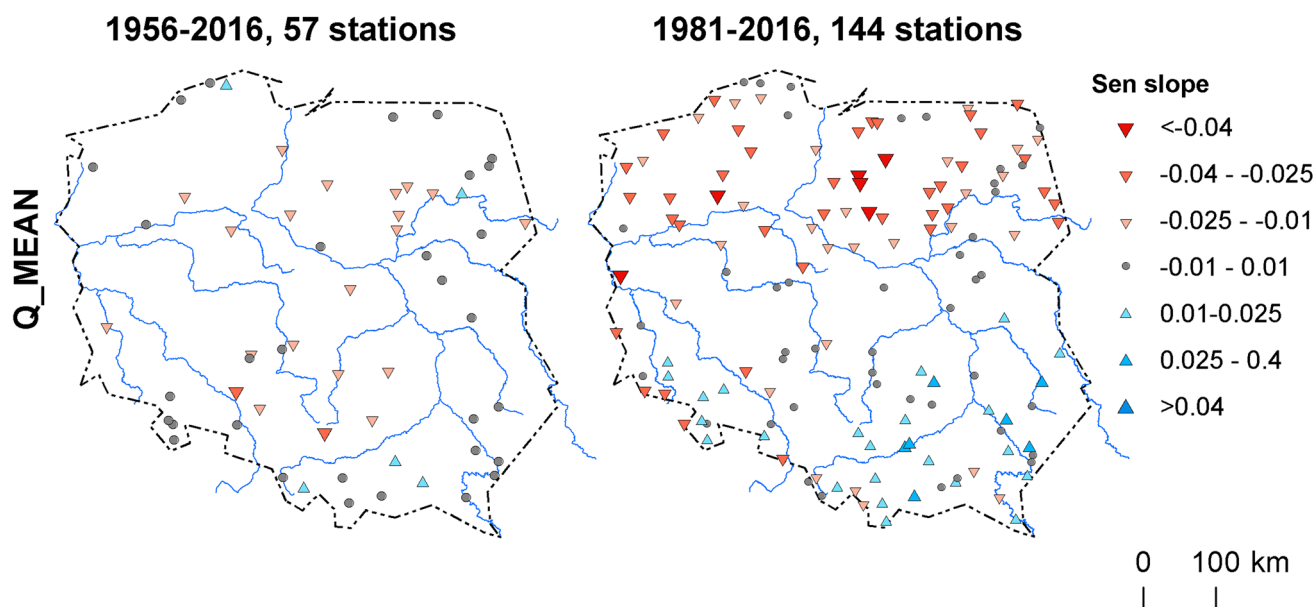 1956-2016, 57 stations
1981-2016, 144 stations
Q_MEAN
Sen slope
<-0.04
-0.04 - -0.025
-0.025 - -0.01
-0.01 - 0.01
0.01-0.025
0.025 - 0.4
>0.04
0 100 km